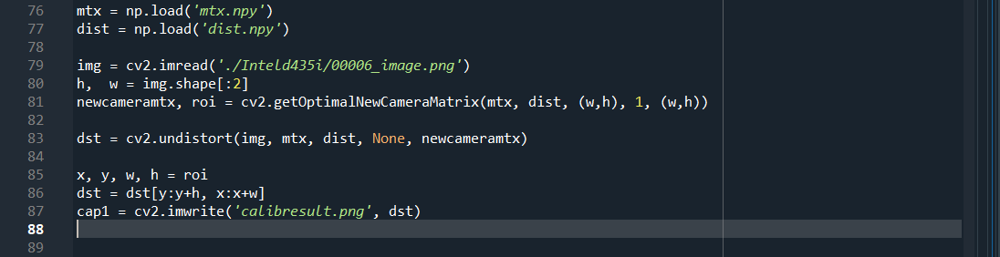 76 mtx = np.load('mtx.npy')
77 dist = np.load('dist.npy')
78
79 img = cv2.imread('./Inteld435i/00006_image.png')
80 h,  w = img.shape[:2]
81 newcameramtx, roi = cv2.getOptimalNewCameraMatrix(mtx, dist, (w,h), 1, (w,h))
82
83 dst = cv2.undistort(img, mtx, dist, None, newcameramtx)
84
85 x, y, w, h = roi
86 dst = dst[y:y+h, x:x+w]
87 cap1 = cv2.imwrite('calibresult.png', dst)
88
89